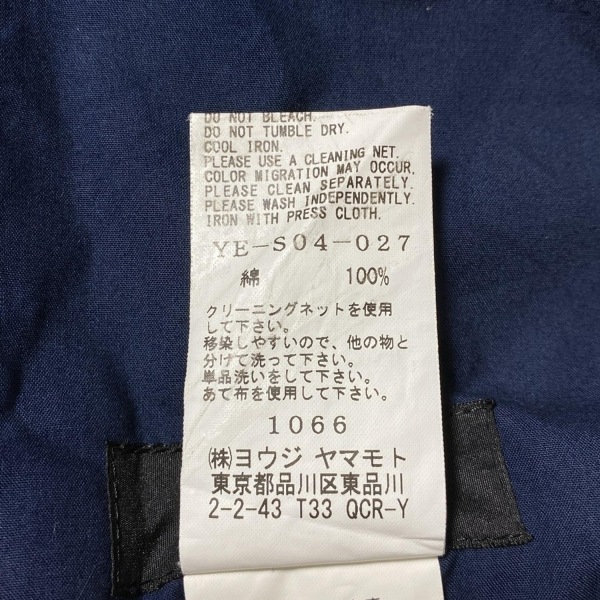 DO NOT BLEACH.
DO NOT TUMBLE DRY.
COOL IRON.
PLEASE USE A CLEANING NET.
COLOR MIGRATION MAY OCCUR.
PLEASE CLEAN SEPARATELY.
PLEASE WASH INDEPENDENTLY.
IRON WITH PRESS CLOTH.
YE-S04-027
綿 100%
クリーニングネットを使用
して下さい。
移染しやすいので、他の物と
分けて洗って下さい。
単品洗いをして下さい。
あて布を使用して下さい。
1066
㈱ヨウジ ヤマモト
東京都品川区東品川
2-2-43 T33 QCR-Y